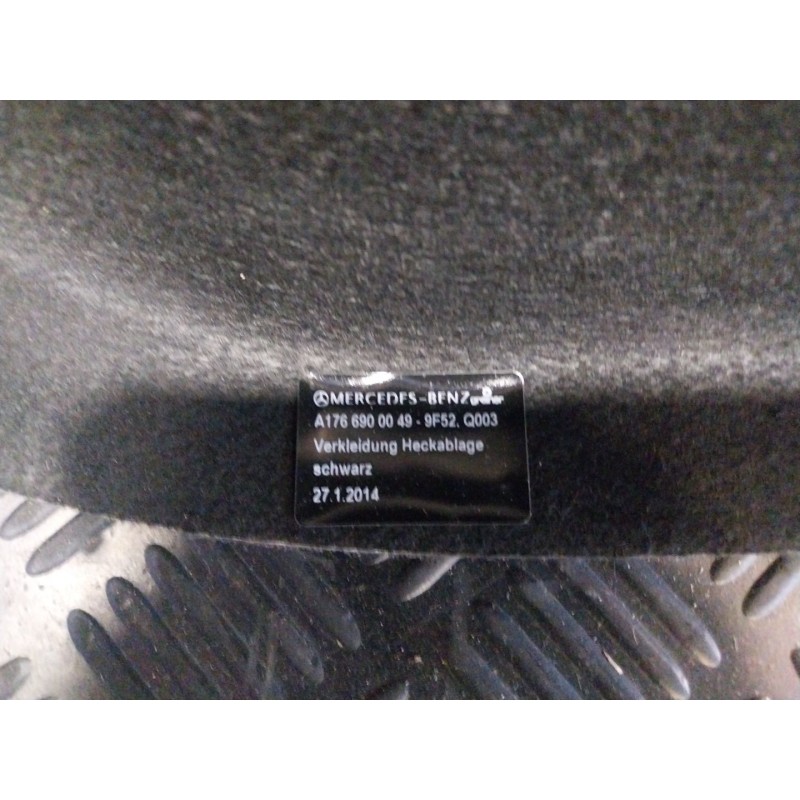 MERCEDES-BENZ
A176 690 00 49 - 9F52, Q003
Verkleidung Heckablage
schwarz
27.1.2014